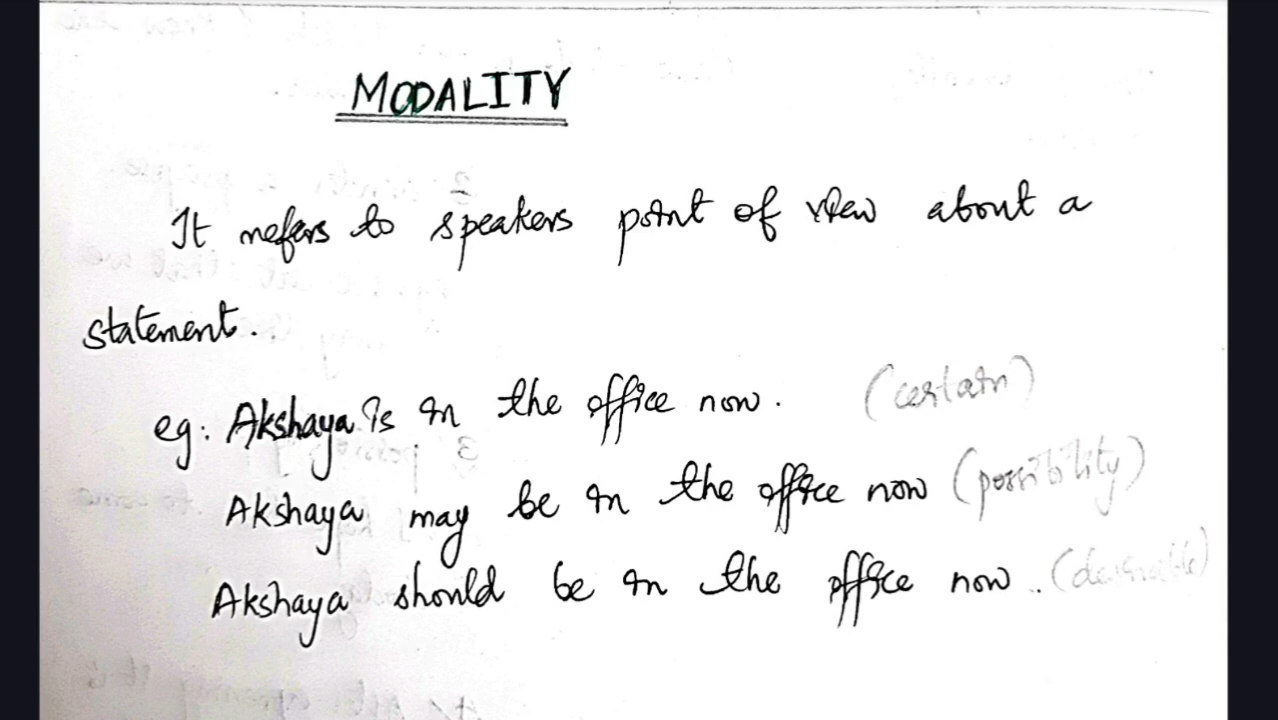 MODALITY
It refers to speakers point of view about a
statement.
eg: Akshaya is in the office now. (certain)
Akshaya may be in the office now (possibility)
Akshaya should be in the office now.. (desirable)